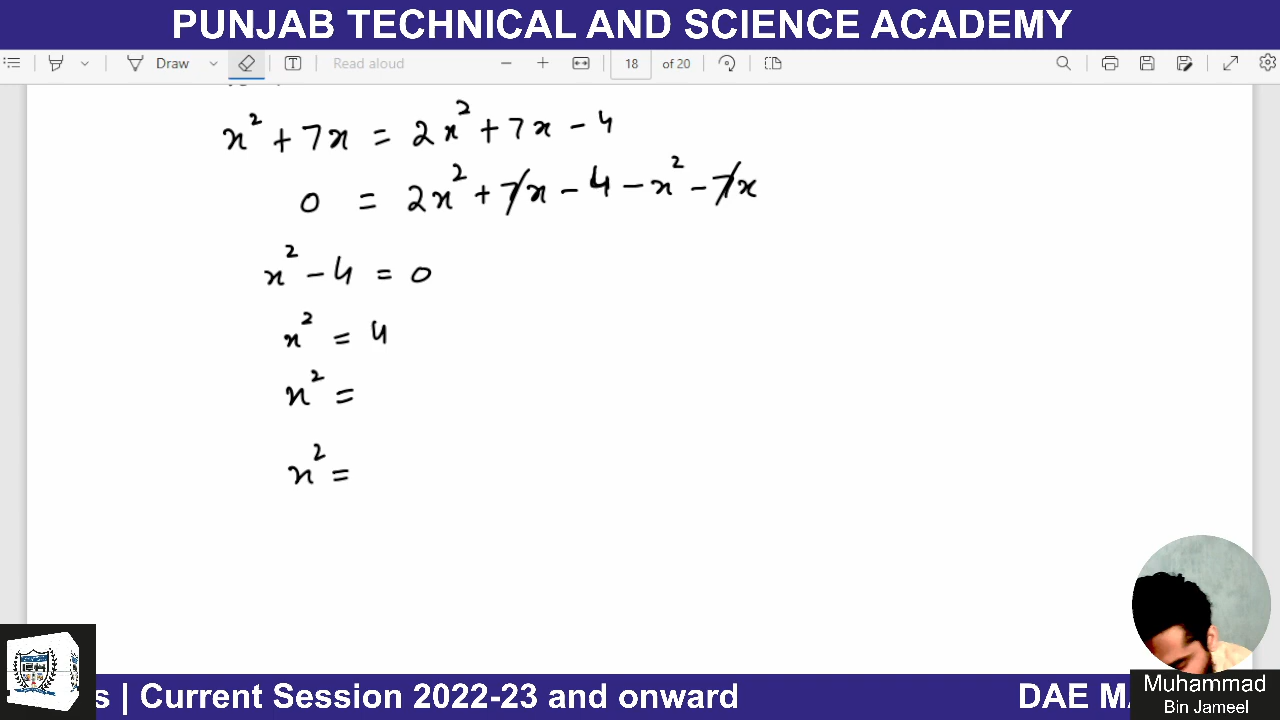 PUNJAB TECHNICAL AND SCIENCE ACADEMY
Draw Read aloud 18 of 20
x² + 7x = 2x² + 7x - 4
0 = 2x² + 7x - 4 - x² - 7x
x² - 4 = 0
x² = 4
x² =
x² =
Muhammad
Bin Jameel
s | Current Session 2022-23 and onward DAE M